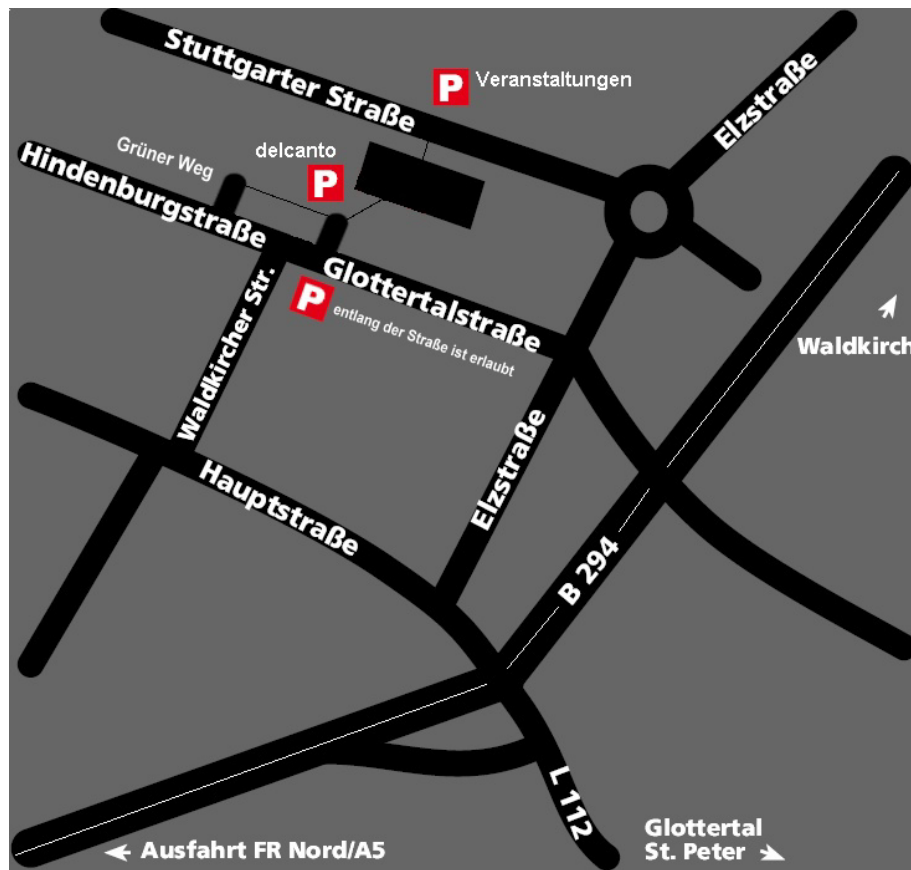 Stuttgarter Straße
P Veranstaltungen
Elzstraße
Grüner Weg
delcanto
P
Hindenburgstraße
Glottertalstraße
P entlang der Straße ist erlaubt
Waldkircher Str.
Waldkirch
Hauptstraße
Elzstraße
B 294
L 112
Ausfahrt FR Nord/A5
Glottertal
St. Peter